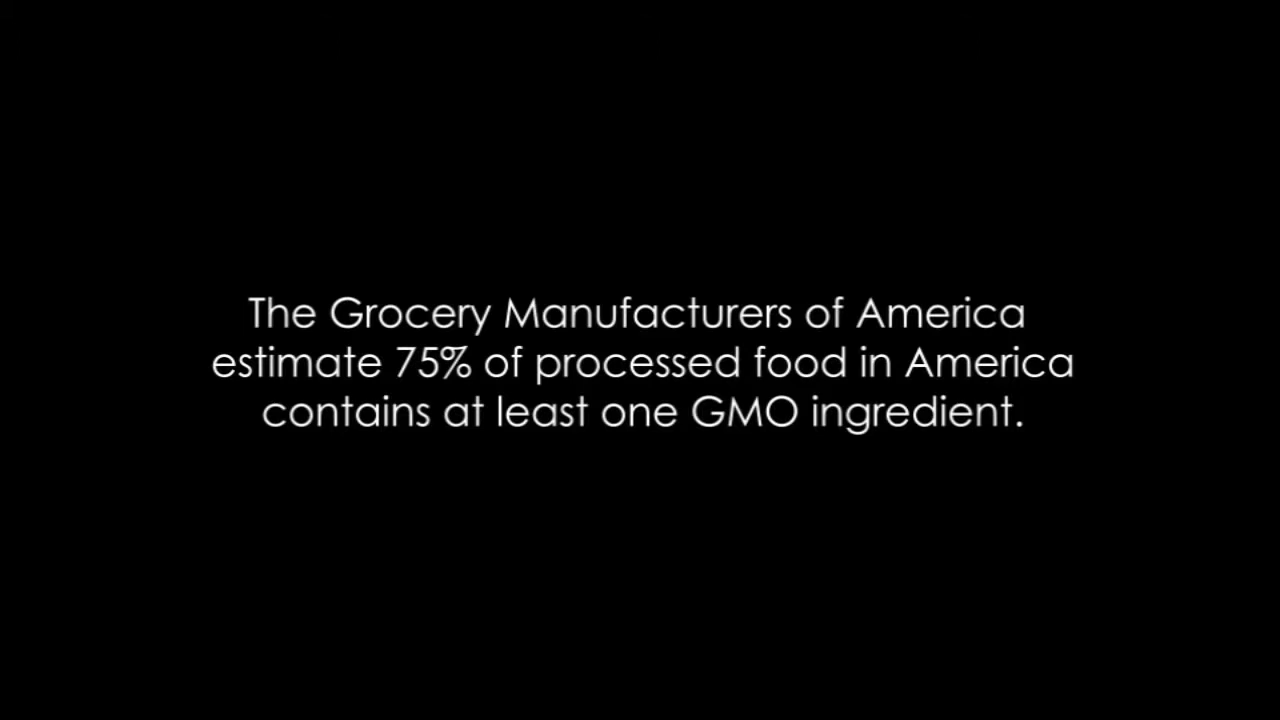 The Grocery Manufacturers of America
estimate 75% of processed food in America
contains at least one GMO ingredient.